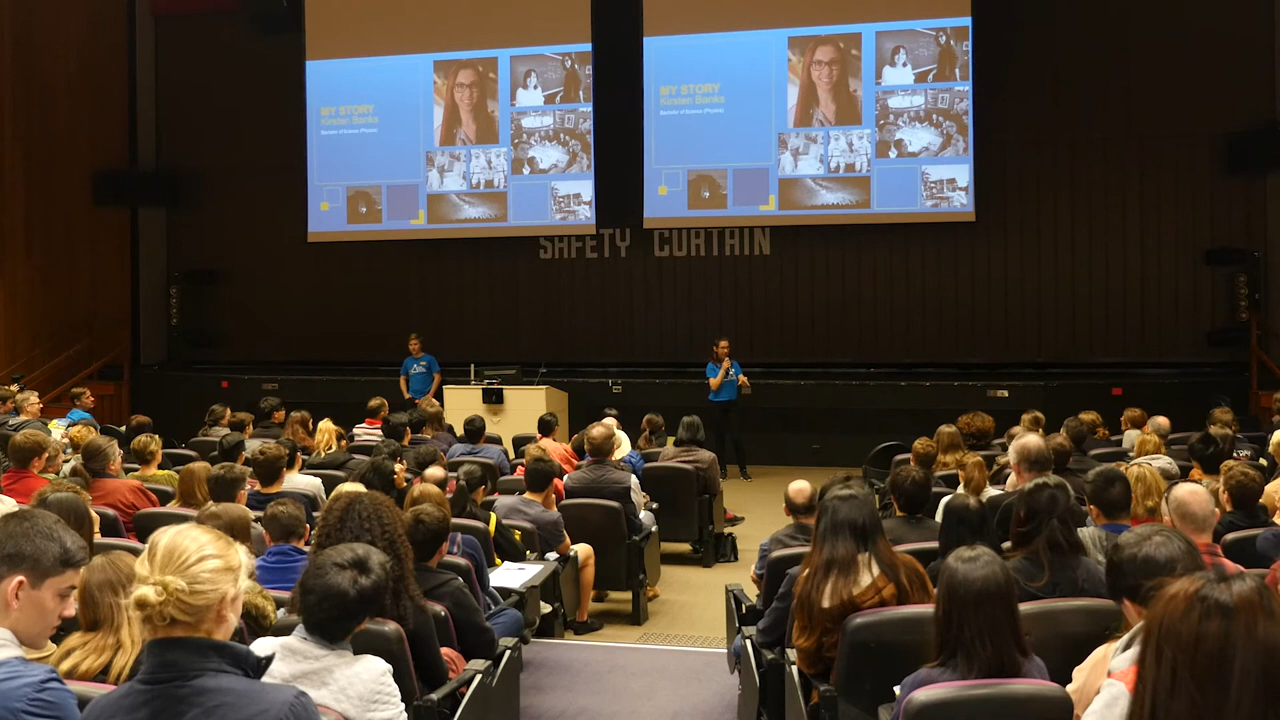 MY STORY
Kirsten Banks
Bachelor of Science (Physics)
MY STORY
Kirsten Banks
Bachelor of Science (Physics)
SAFETY CURTAIN